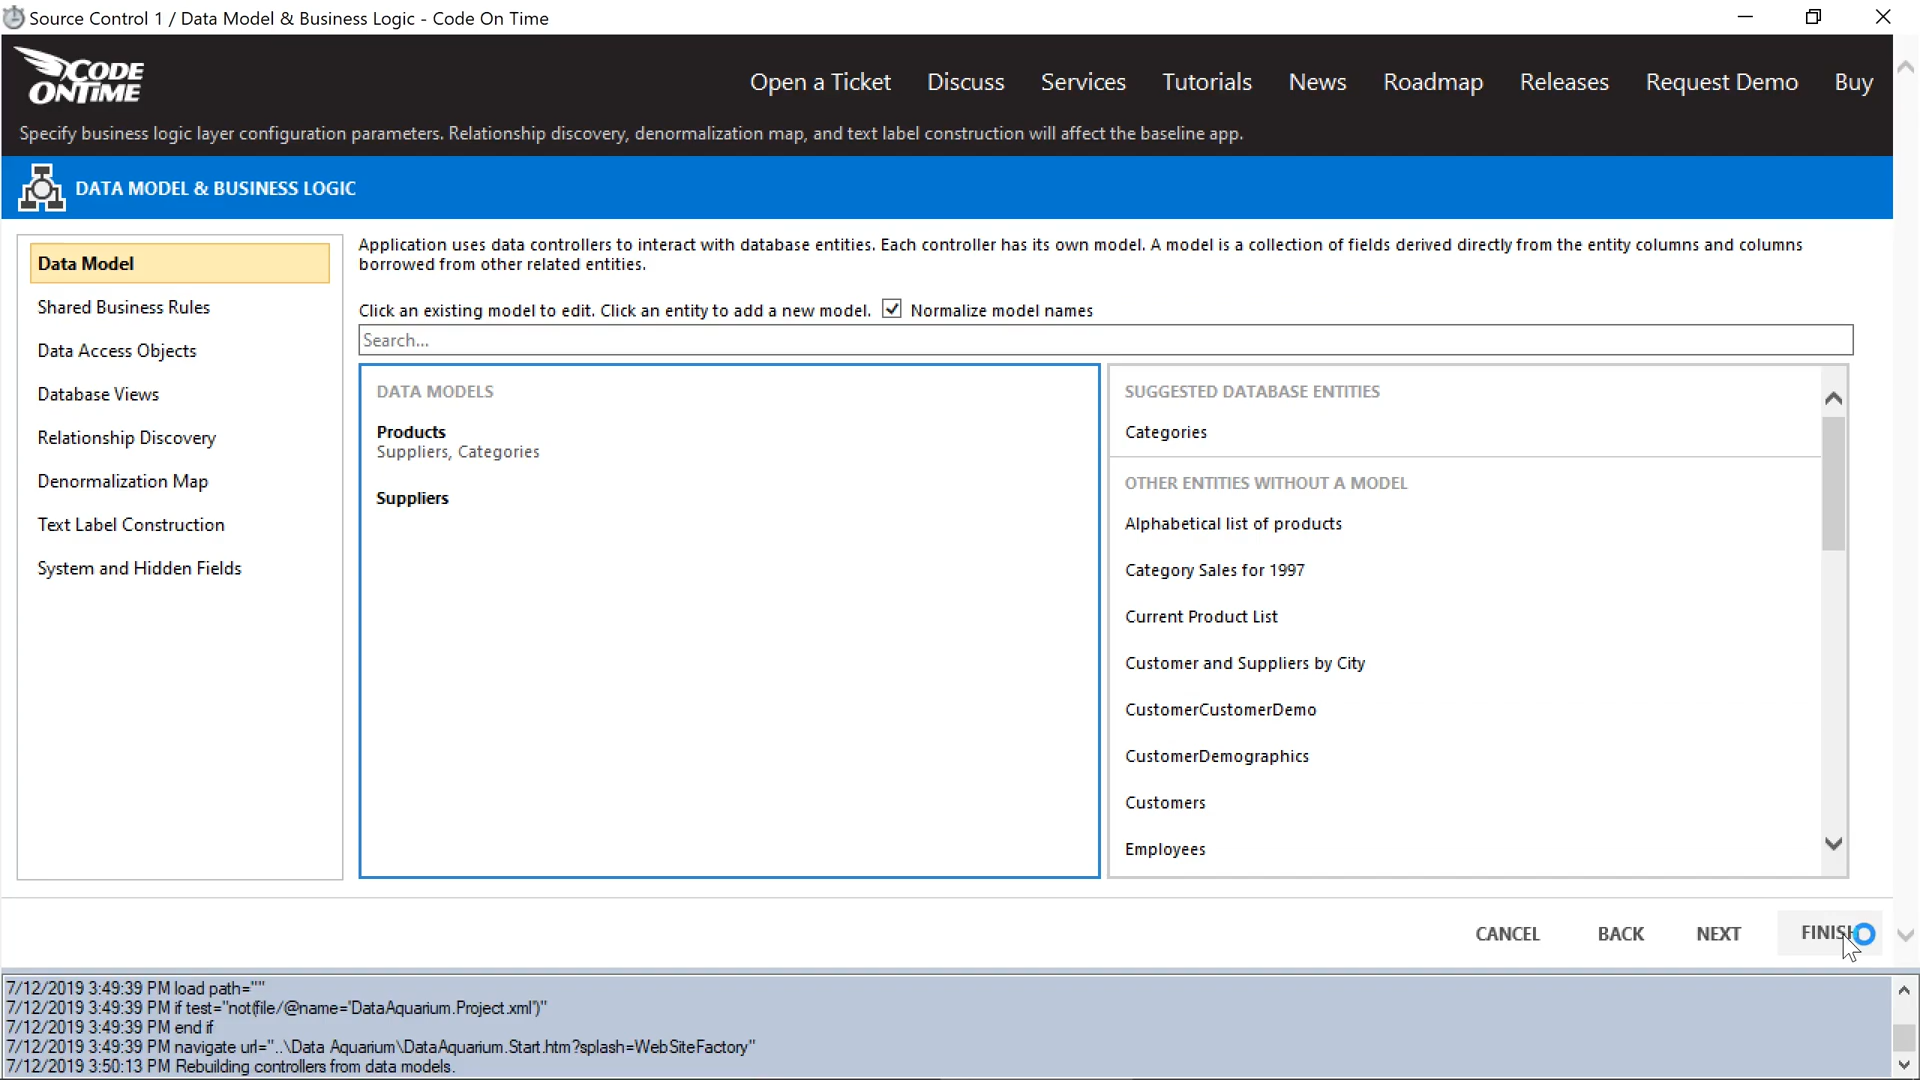 Source Control 1 / Data Model & Business Logic - Code On Time
CODE
ONTIME
Open a Ticket Discuss Services Tutorials News Roadmap Releases Request Demo Buy
Specify business logic layer configuration parameters. Relationship discovery, denormalization map, and text label construction will affect the baseline app.
DATA MODEL & BUSINESS LOGIC
Data Model
Shared Business Rules
Data Access Objects
Database Views
Relationship Discovery
Denormalization Map
Text Label Construction
System and Hidden Fields
Application uses data controllers to interact with database entities. Each controller has its own model. A model is a collection of fields derived directly from the entity columns and columns
borrowed from other related entities.
Click an existing model to edit. Click an entity to add a new model. Normalize model names
Search...
DATA MODELS
Products
Suppliers, Categories
Suppliers
SUGGESTED DATABASE ENTITIES
Categories
OTHER ENTITIES WITHOUT A MODEL
Alphabetical list of products
Category Sales for 1997
Current Product List
Customer and Suppliers by City
CustomerCustomerDemo
CustomerDemographics
Customers
Employees
CANCEL BACK NEXT FINISH
7/12/2019 3:49:39 PM load path=""
7/12/2019 3:49:39 PM if test="not(file/@name='DataAquarium.Project.xml')"
7/12/2019 3:49:39 PM end if
7/12/2019 3:49:39 PM navigate url="..\Data Aquarium\DataAquarium.Start.htm?splash=WebSiteFactory"
7/12/2019 3:50:13 PM Rebuilding controllers from data models.